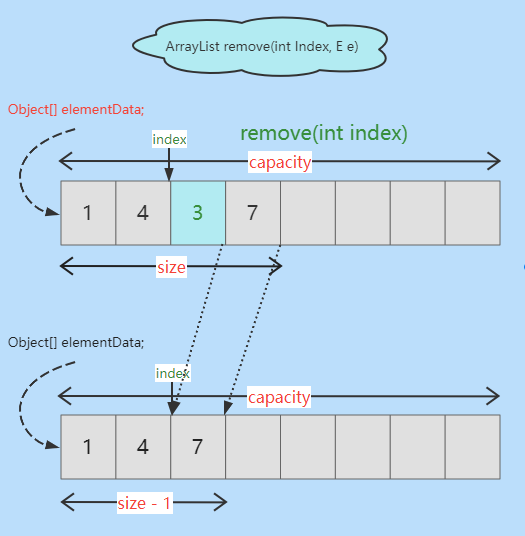 ArrayList remove(int Index, E e)
Object[] elementData;
index
remove(int index)
capacity
1 4 3 7
size
Object[] elementData;
index
capacity
1 4 7
size - 1